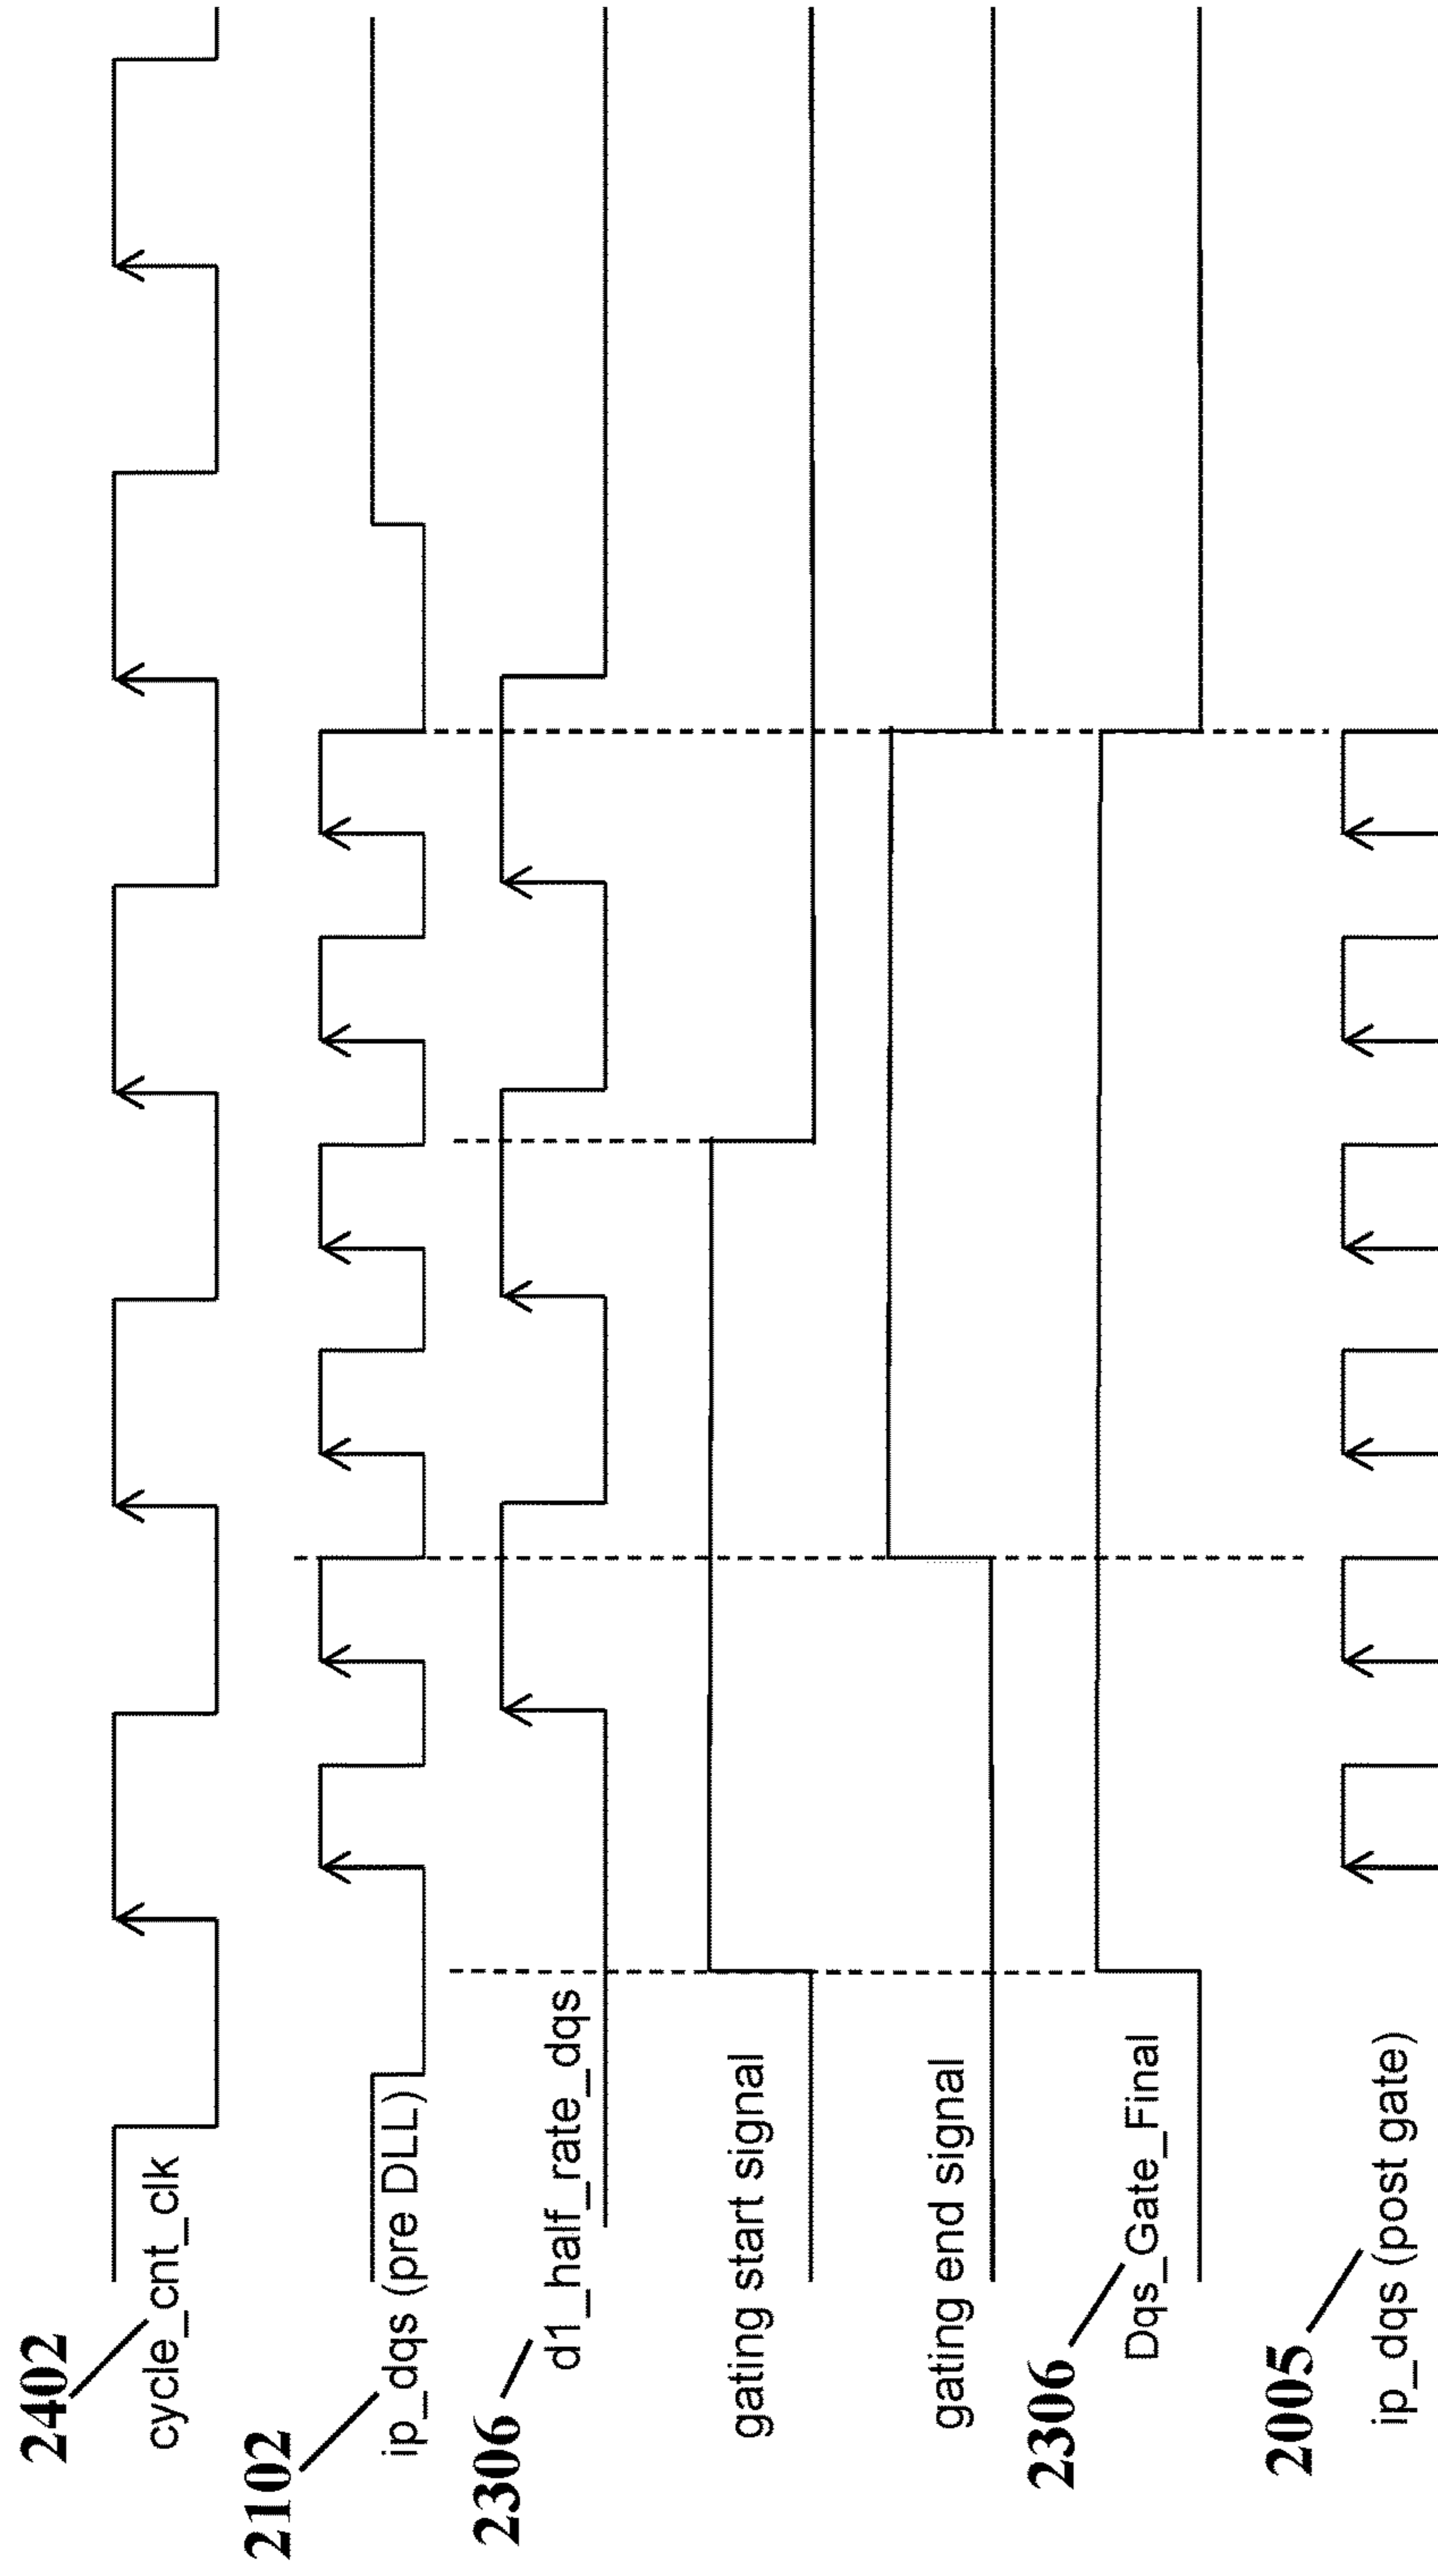 2402
cycle_cnt_clk
2102
ip_dqs (pre DLL)
2306
d1_half_rate_dqs
gating start signal
gating end signal
2306
Dqs_Gate_Final
2005
ip_dqs (post gate)